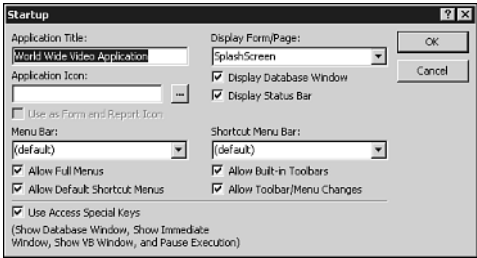 Startup
Application Title:
World Wide Video Application
Application Icon:
...
Use as Form and Report Icon
Menu Bar:
(default)
Allow Full Menus
Allow Default Shortcut Menus
Display Form/Page:
SplashScreen
Display Database Window
Display Status Bar
Shortcut Menu Bar:
(default)
Allow Built-in Toolbars
Allow Toolbar/Menu Changes
OK
Cancel
Use Access Special Keys
(Show Database Window, Show Immediate
Window, Show VB Window, and Pause Execution)